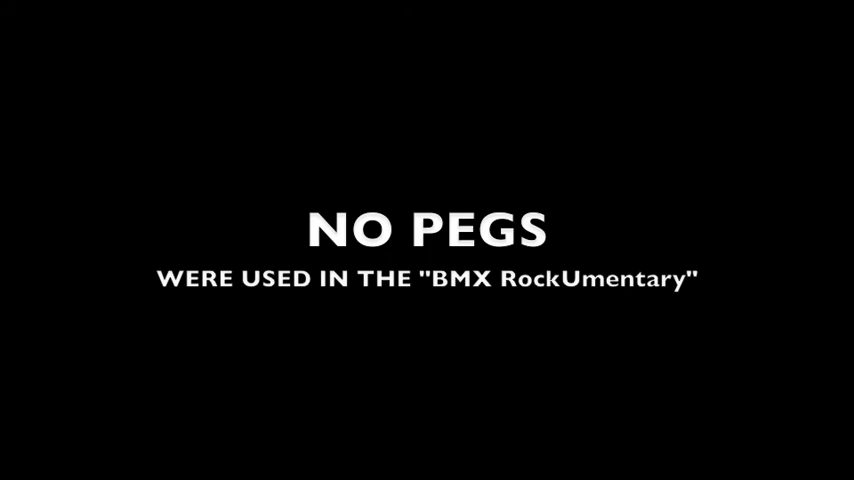 NO PEGS
WERE USED IN THE "BMX RockUmentary"